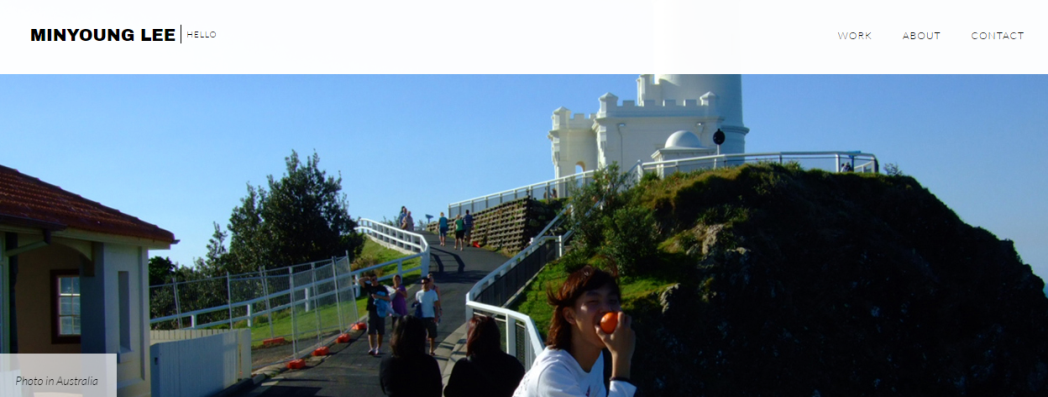 MINYOUNG LEE HELLO
WORK ABOUT CONTACT
Photo in Australia